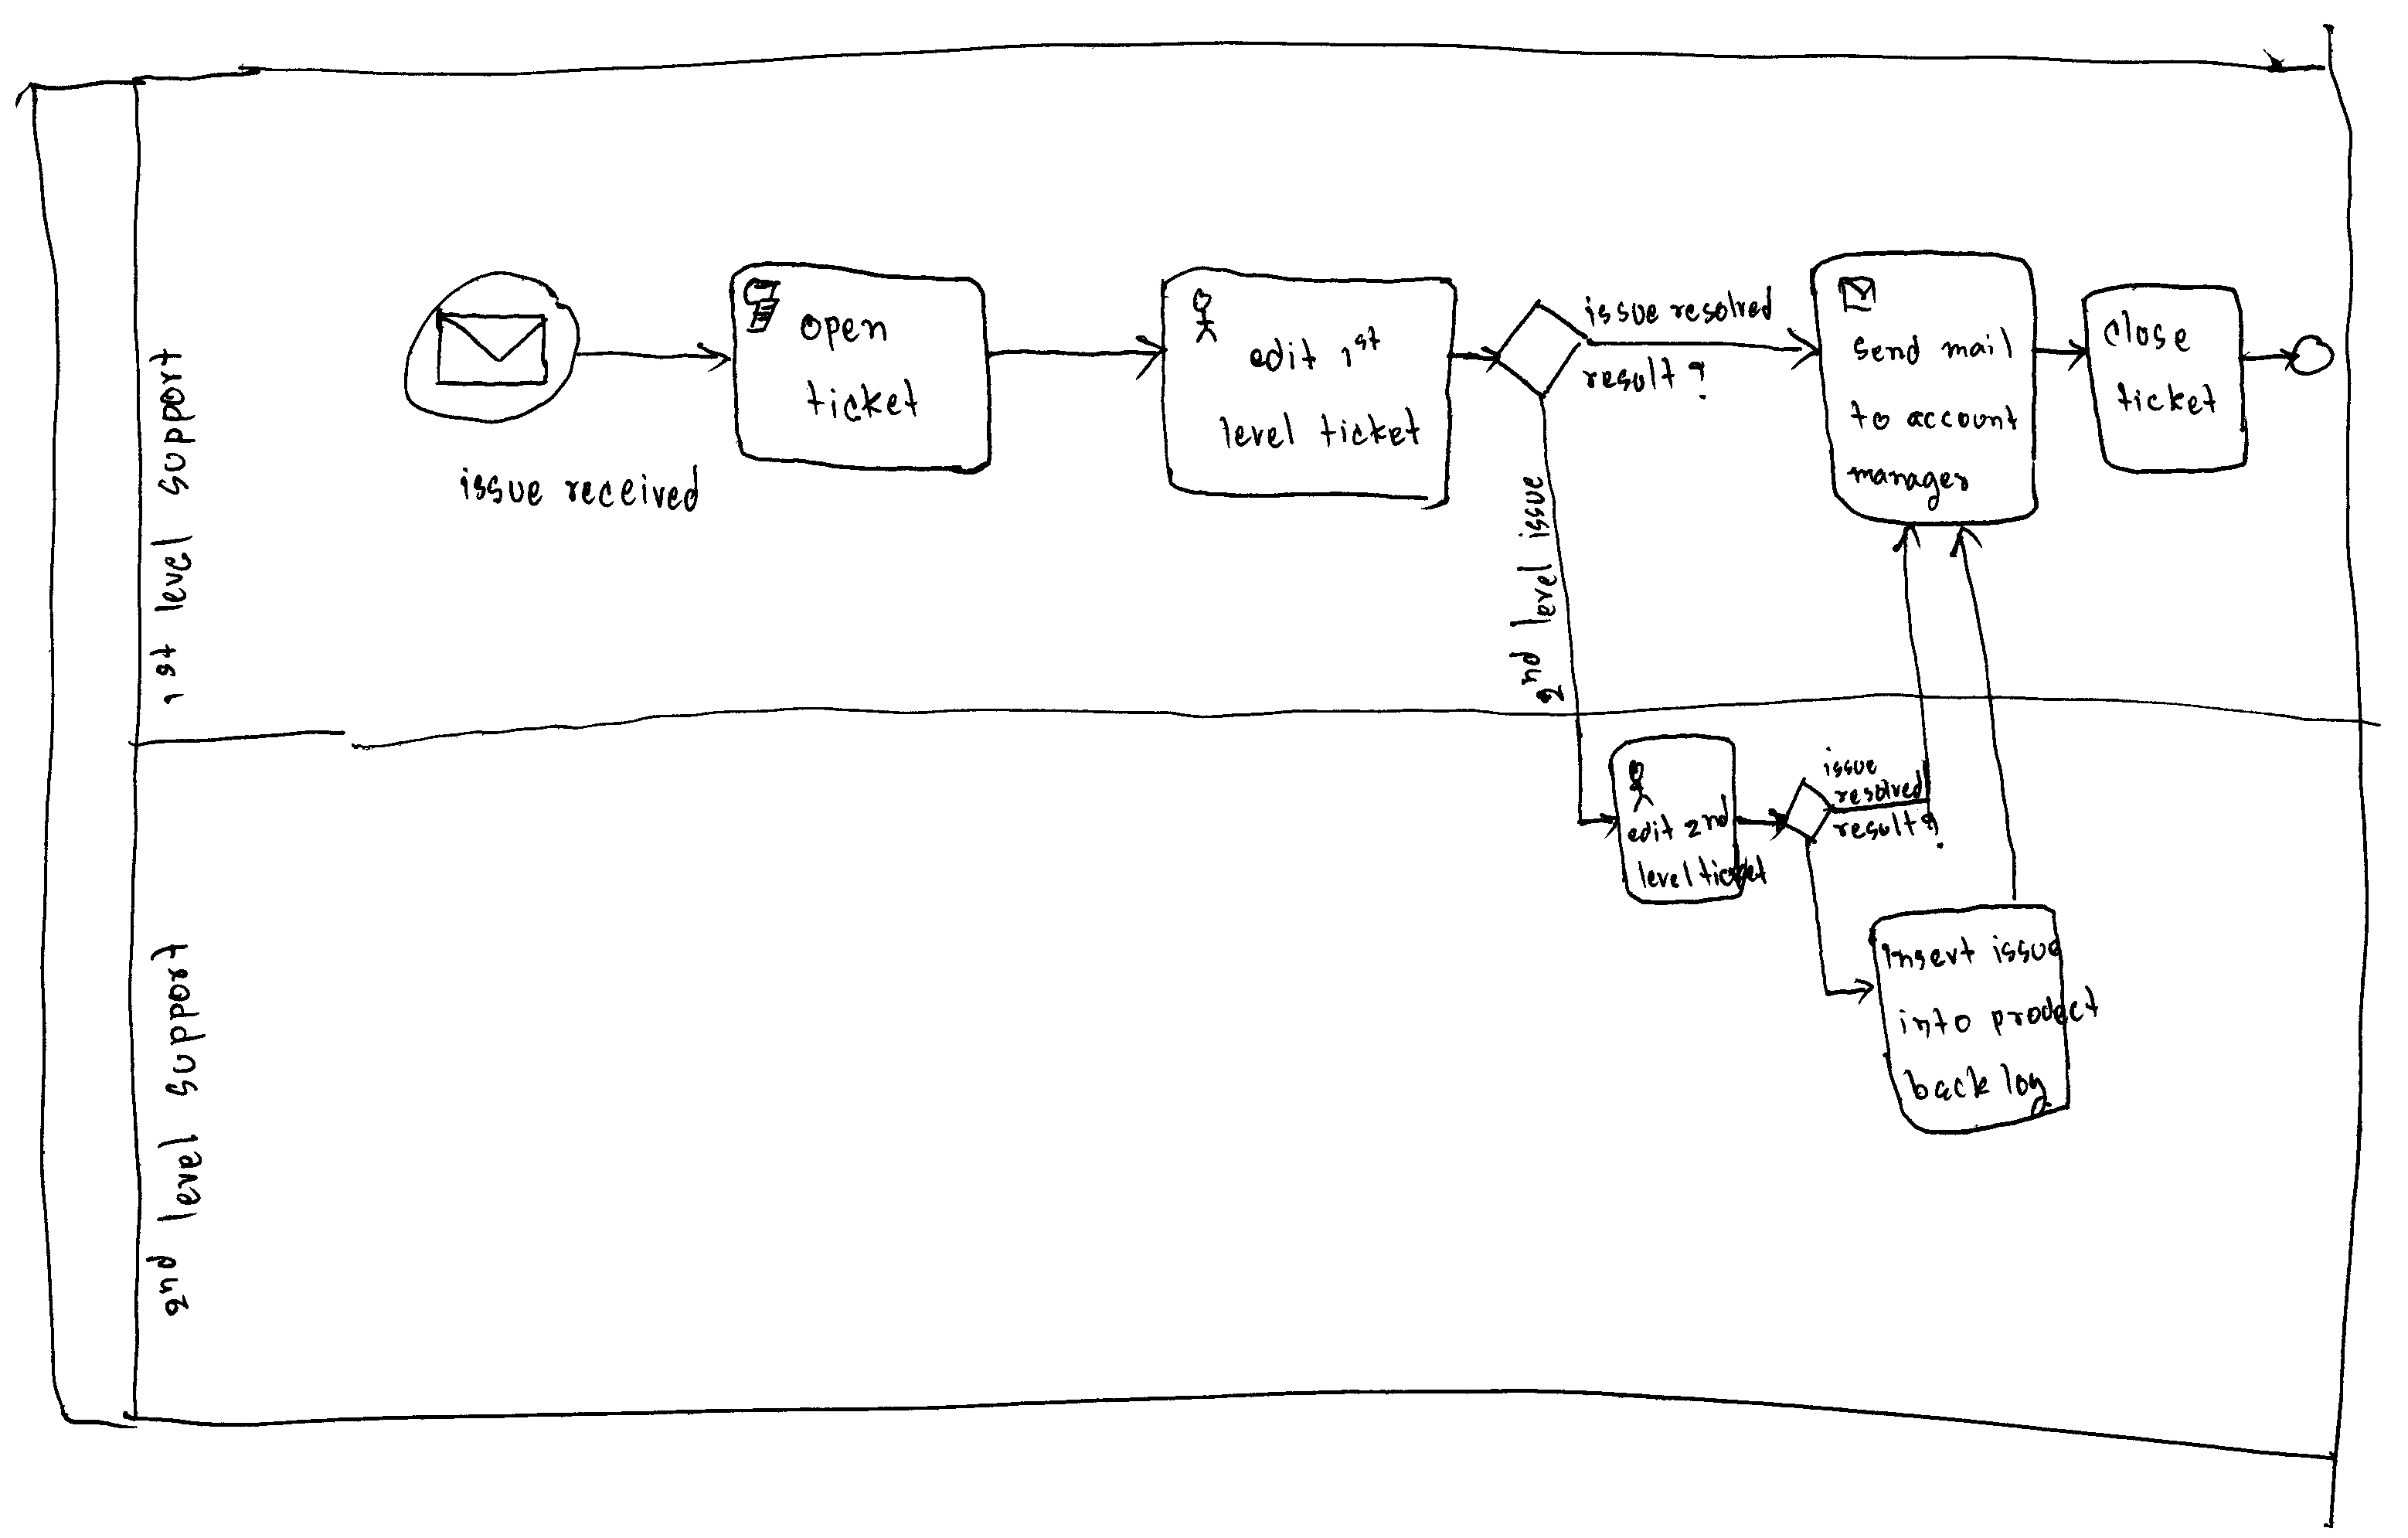 1st level support
issue received
open
ticket
edit 1st
level ticket
issue resolved
result?
2nd level issue
send mail
to account
manager
close
ticket
2nd level support
edit 2nd
level ticket
issue
resolved
result?
Insert issue
into product
back log